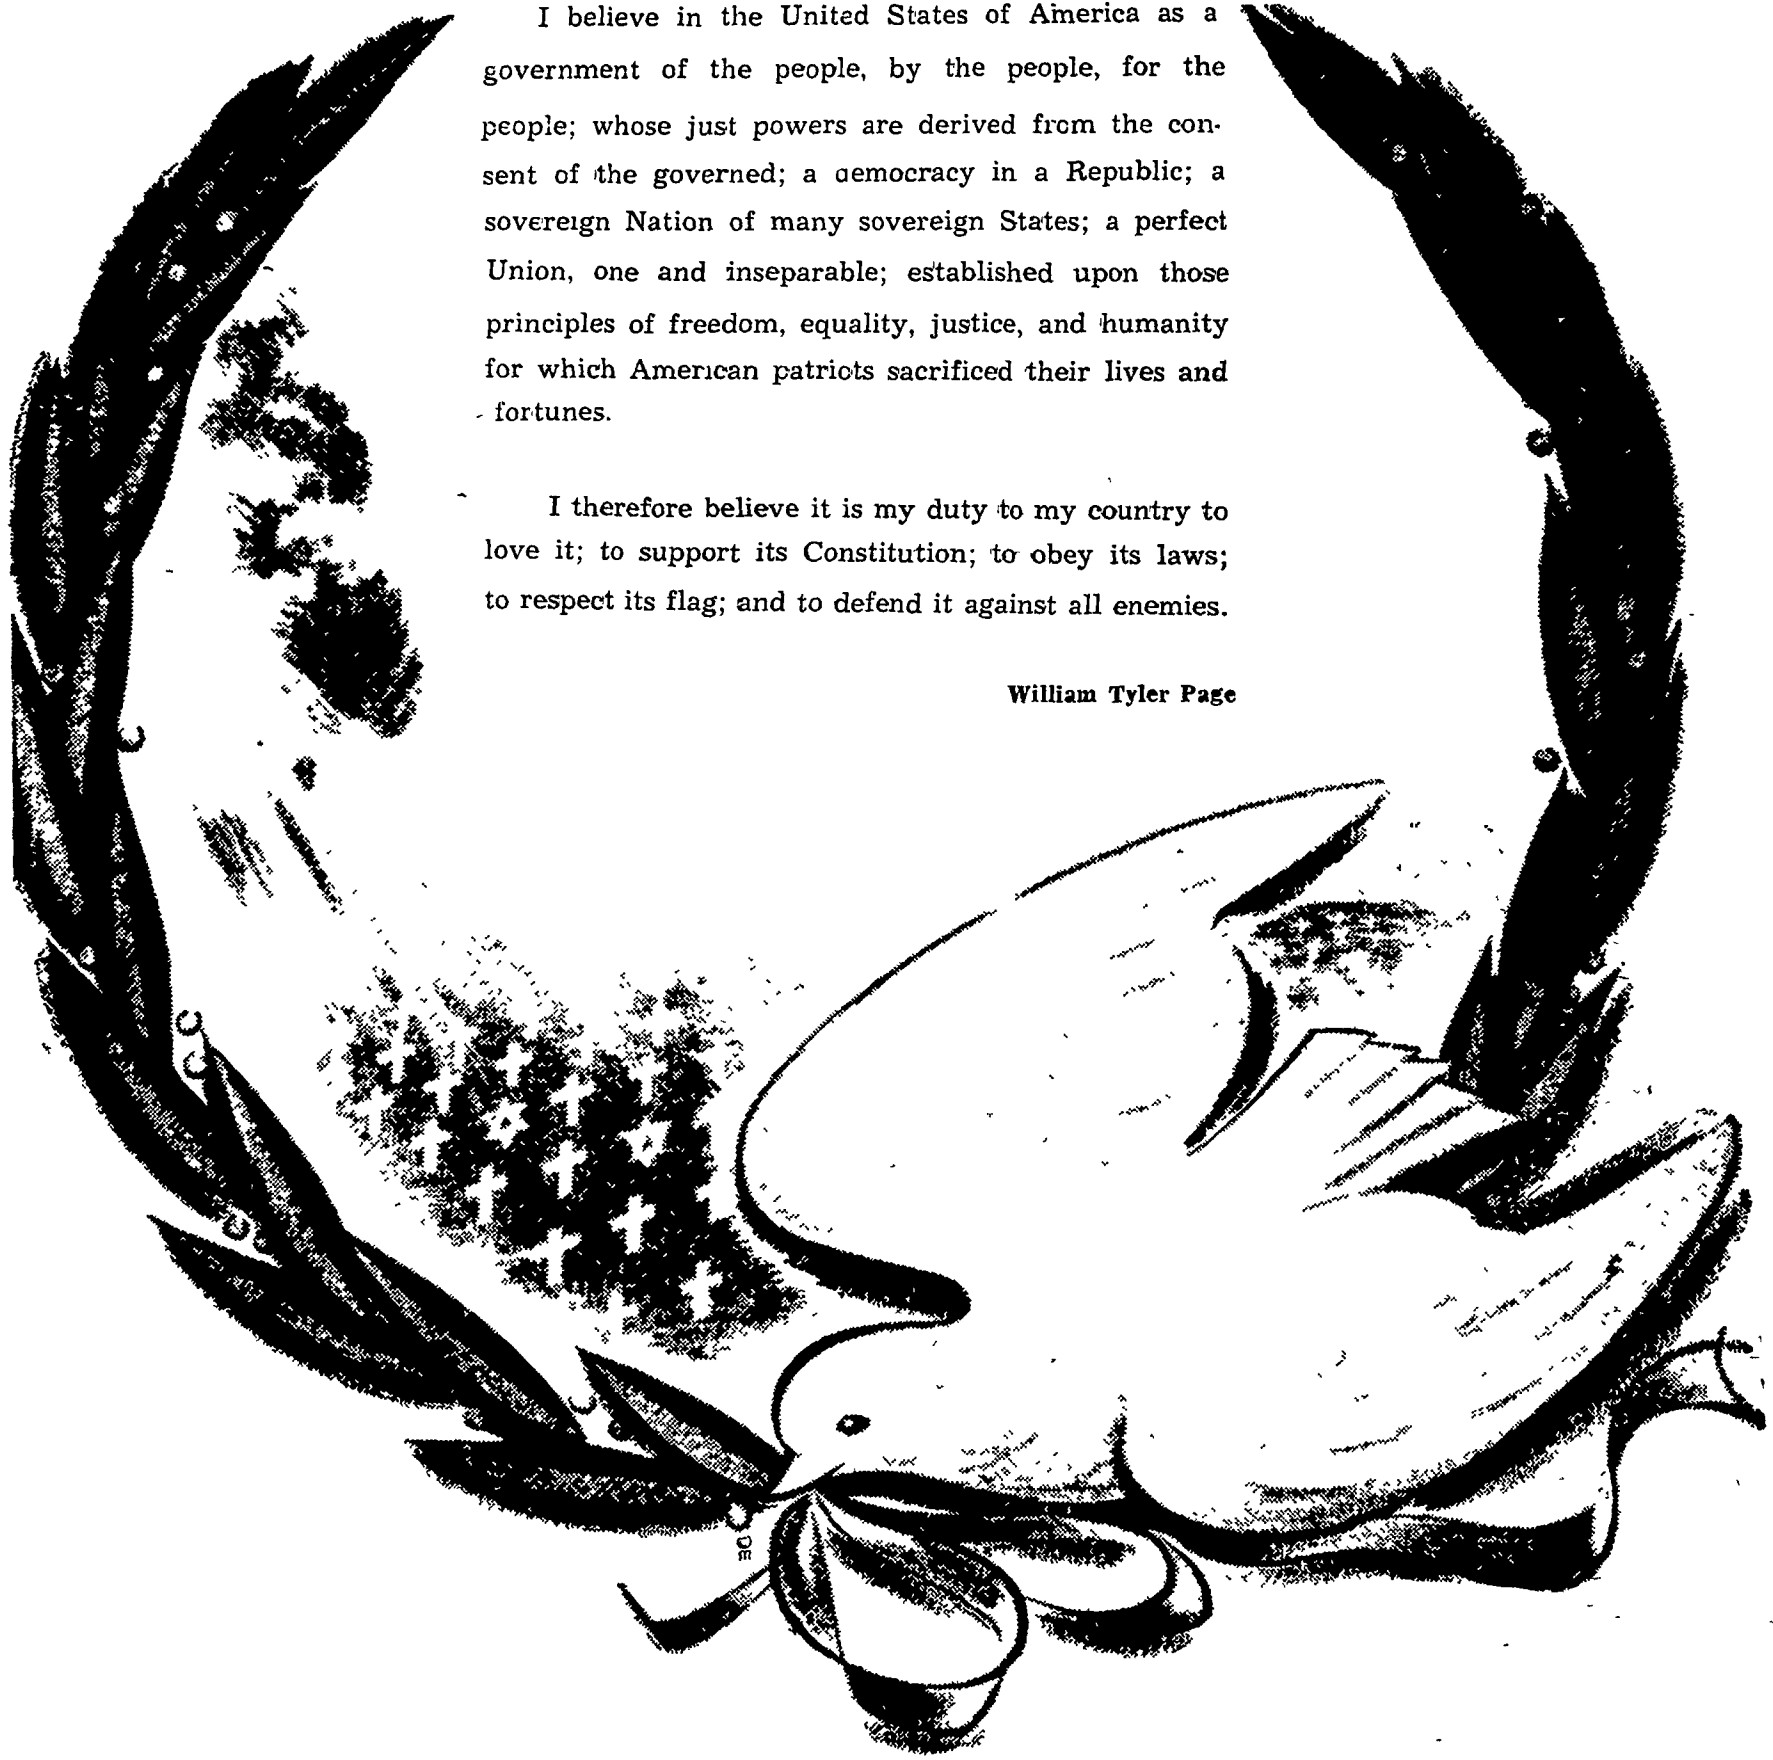 I believe in the United States of America as a
government of the people, by the people, for the
people; whose just powers are derived from the con-
sent of the governed; a democracy in a Republic; a
sovereign Nation of many sovereign States; a perfect
Union, one and inseparable; established upon those
principles of freedom, equality, justice, and humanity
for which American patriots sacrificed their lives and
fortunes.
I therefore believe it is my duty to my country to
love it; to support its Constitution; to obey its laws;
to respect its flag; and to defend it against all enemies.
William Tyler Page